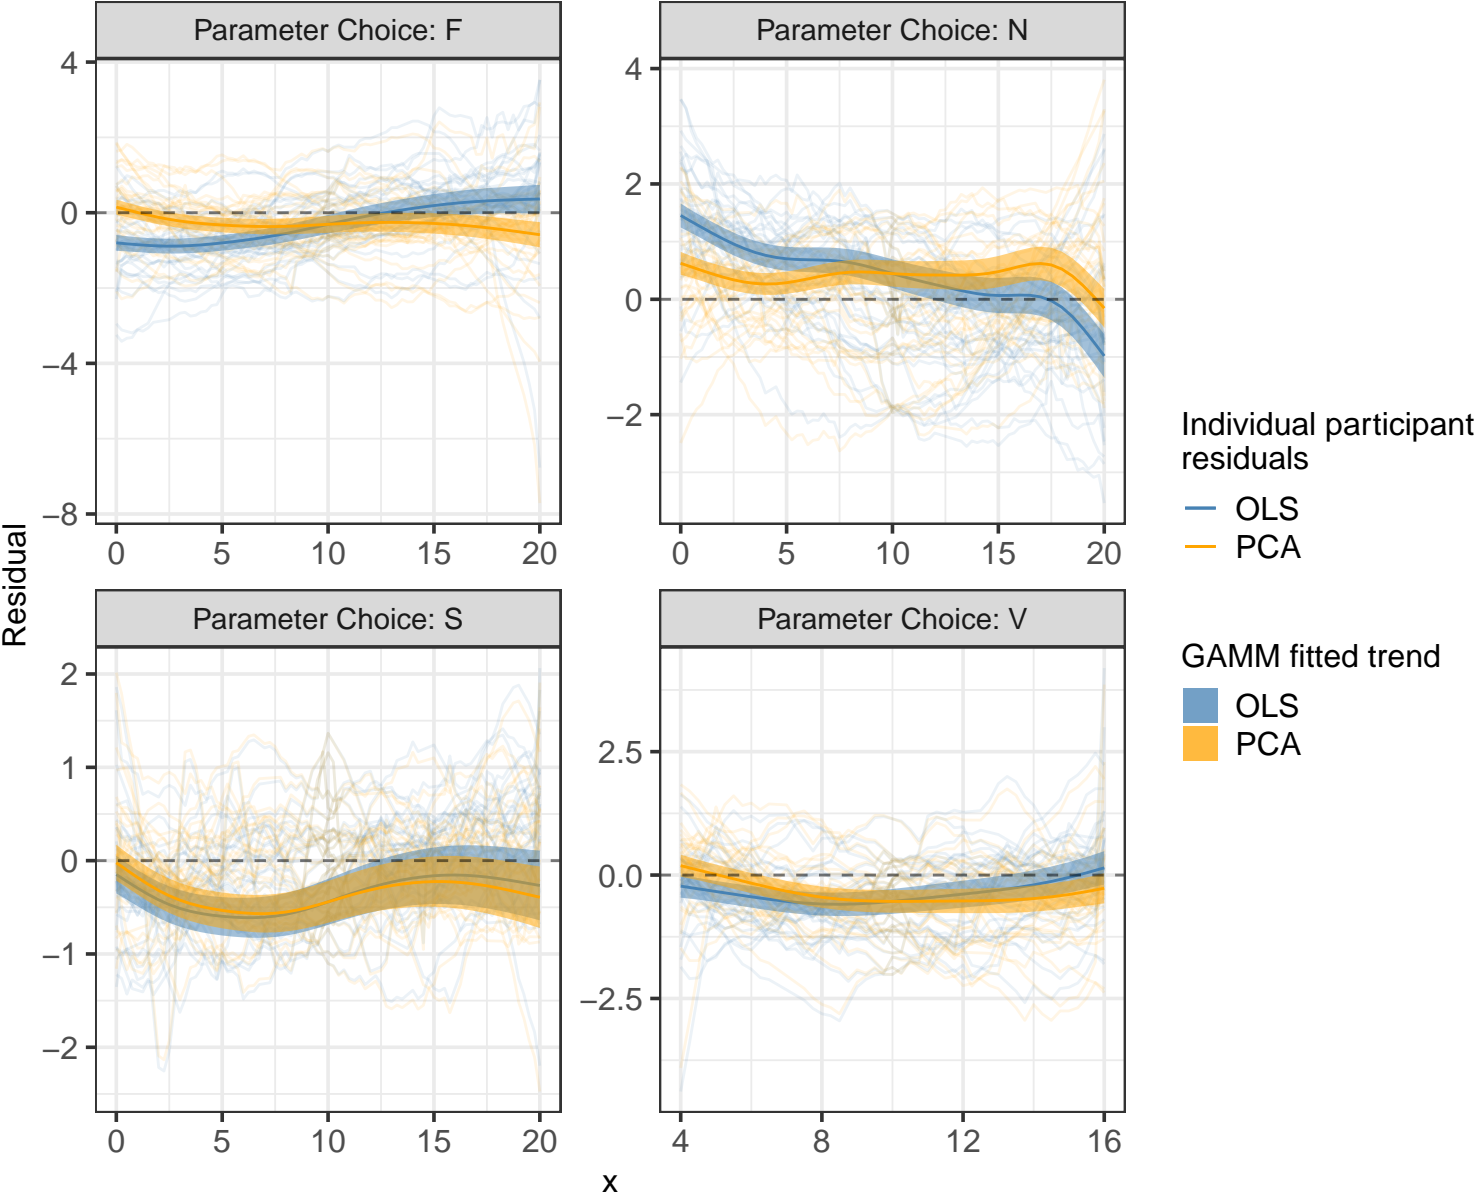 Parameter Choice: F
Parameter Choice: N
4
0
−4
−8
0 5 10 15 20
4
2
0
−2
0 5 10 15 20
Residual
Parameter Choice: S
Parameter Choice: V
2
1
0
−1
−2
0 5 10 15 20
2.5
0.0
−2.5
4 8 12 16
x
Individual participant
residuals
OLS
PCA
GAMM fitted trend
OLS
PCA